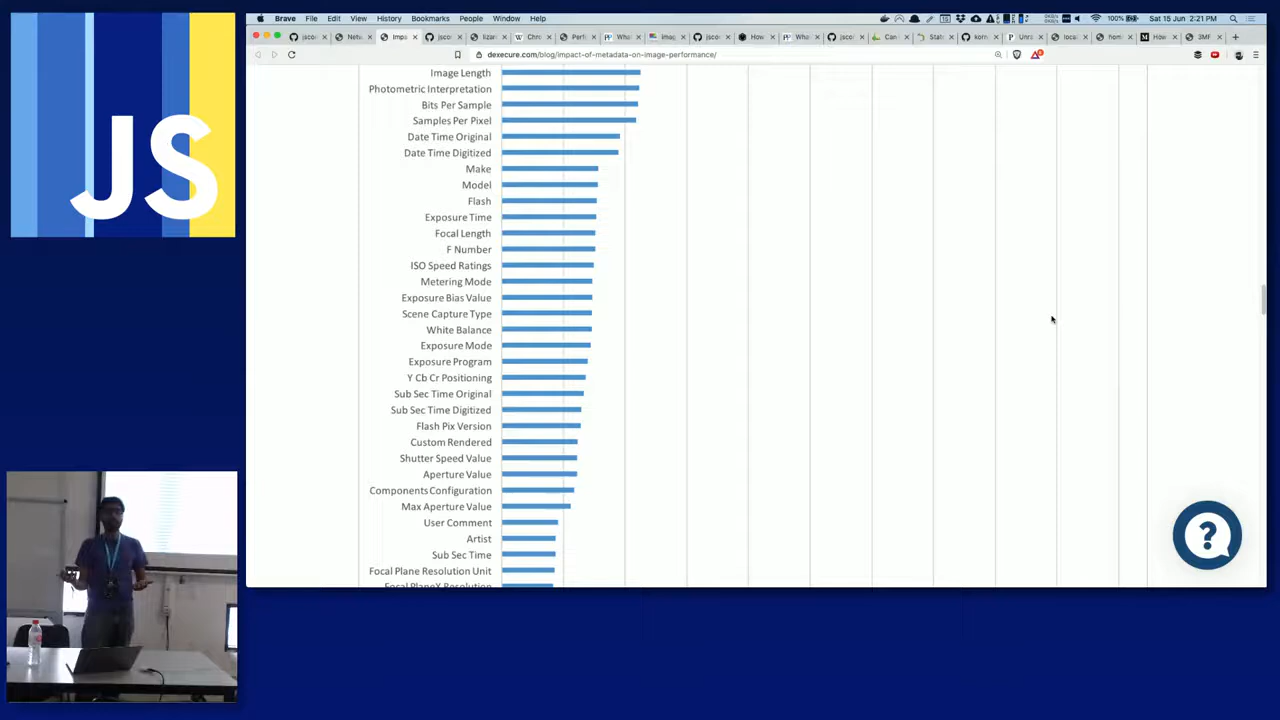 JS
Brave File Edit View History Bookmarks People Window Help
100% Sat 15 Jun 2:21 PM
dexecure.com/blog/impact-of-metadata-on-image-performance/
Image Length
Photometric Interpretation
Bits Per Sample
Samples Per Pixel
Date Time Original
Date Time Digitized
Make
Model
Flash
Exposure Time
Focal Length
F Number
ISO Speed Ratings
Metering Mode
Exposure Bias Value
Scene Capture Type
White Balance
Exposure Mode
Exposure Program
Y Cb Cr Positioning
Sub Sec Time Original
Sub Sec Time Digitized
Flash Pix Version
Custom Rendered
Shutter Speed Value
Aperture Value
Components Configuration
Max Aperture Value
User Comment
Artist
Sub Sec Time
Focal Plane Resolution Unit
Focal PlaneX Resolution
?